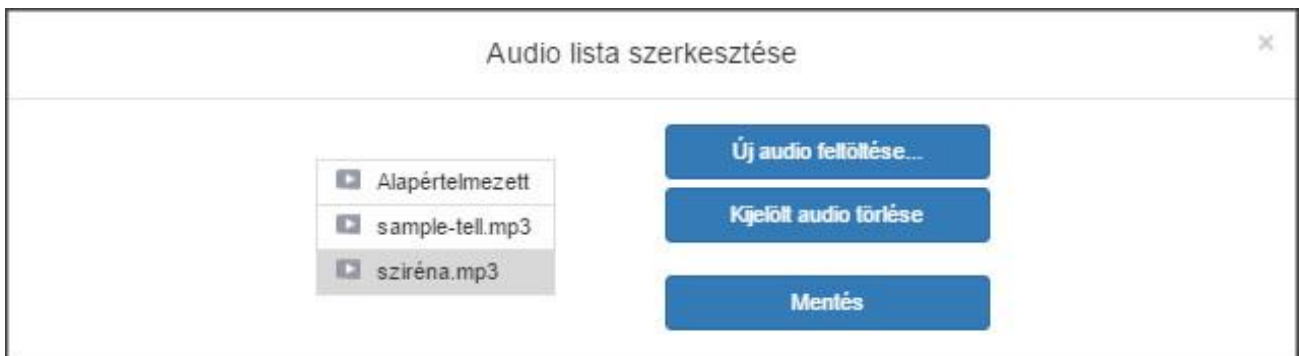 Audio lista szerkesztése
×
Alapértelmezett
sample-tell.mp3
sziréna.mp3
Új audio feltöltése...
Kijelölt audio törlése
Mentés